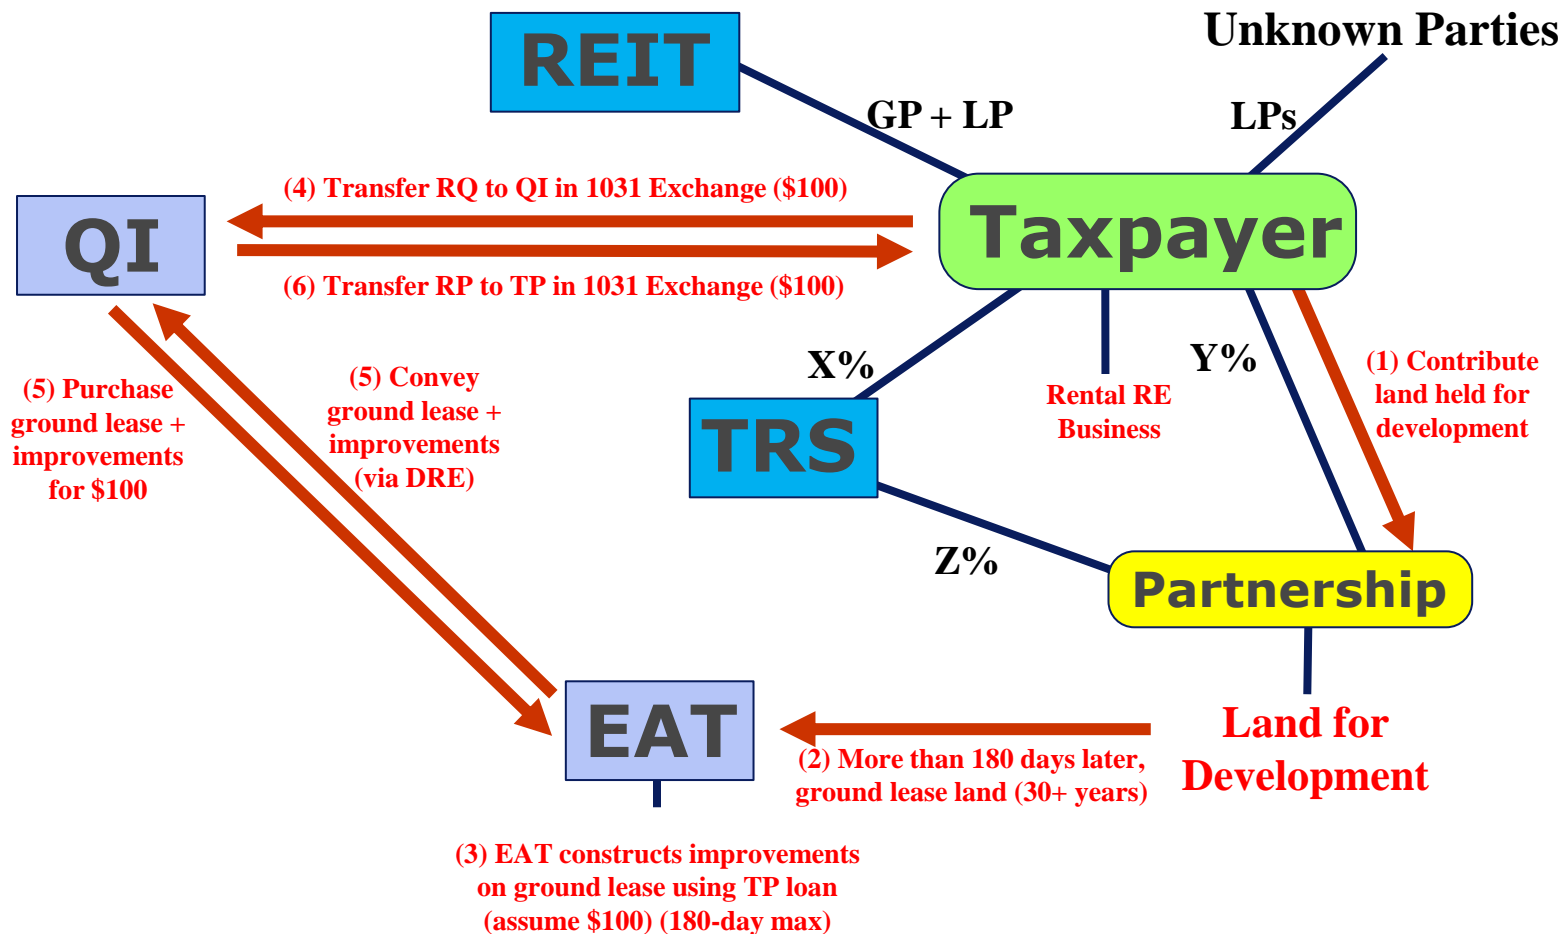 REIT
Unknown Parties
GP + LP
LPs
(4) Transfer RQ to QI in 1031 Exchange ($100)
QI
Taxpayer
(6) Transfer RP to TP in 1031 Exchange ($100)
(5) Purchase
ground lease +
improvements
for $100
(5) Convey
ground lease +
improvements
(via DRE)
X%
Rental RE
Business
Y%
(1) Contribute
land held for
development
TRS
Z%
Partnership
EAT
(2) More than 180 days later,
ground lease land (30+ years)
Land for
Development
(3) EAT constructs improvements
on ground lease using TP loan
(assume $100) (180-day max)